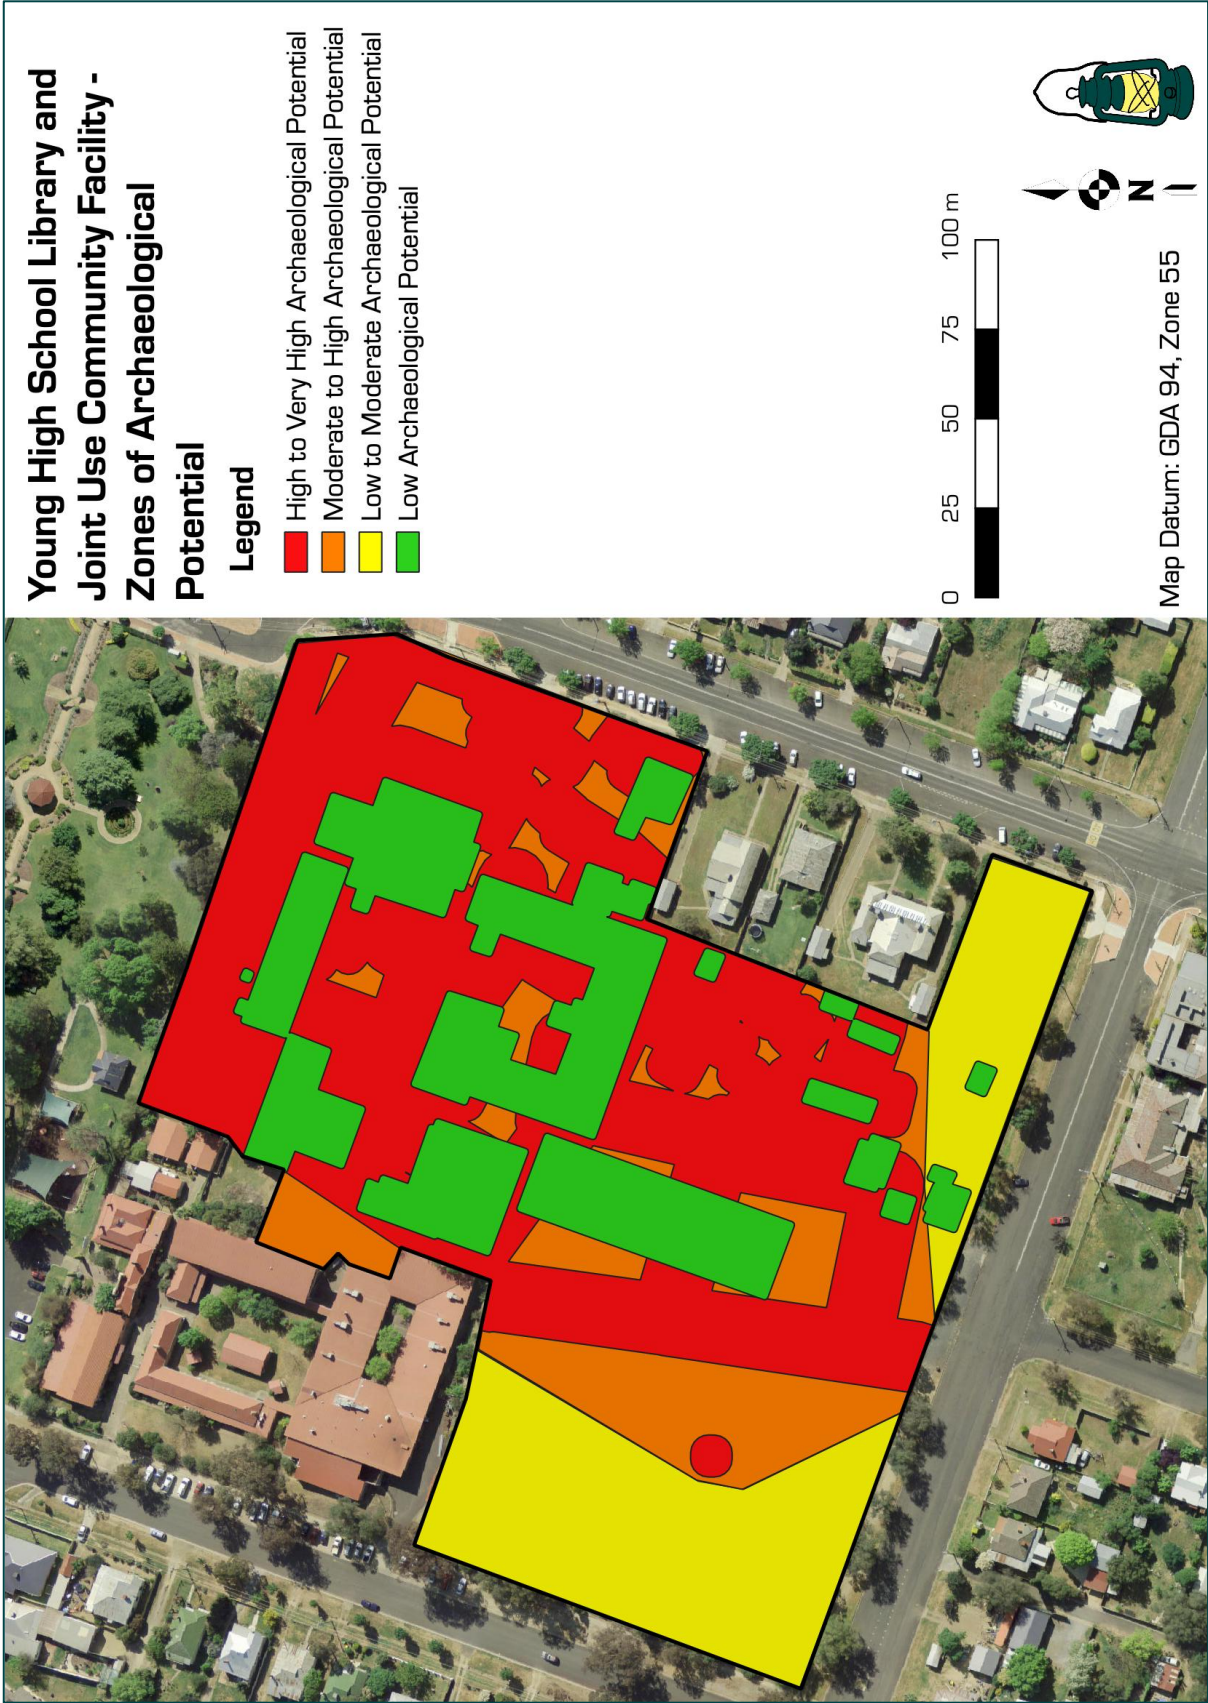 Young High School Library and
Joint Use Community Facility -
Zones of Archaeological
Potential
Legend
High to Very High Archaeological Potential
Moderate to High Archaeological Potential
Low to Moderate Archaeological Potential
Low Archaeological Potential
0 25 50 75 100 m
Map Datum: GDA 94, Zone 55
N